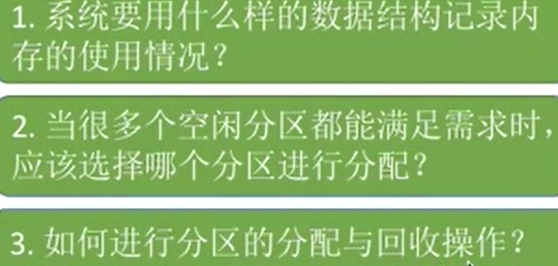 1. 系统要用什么样的数据结构记录内
存的使用情况？
2. 当很多个空闲分区都能满足需求时，
应该选择哪个分区进行分配？
3. 如何进行分区的分配与回收操作？